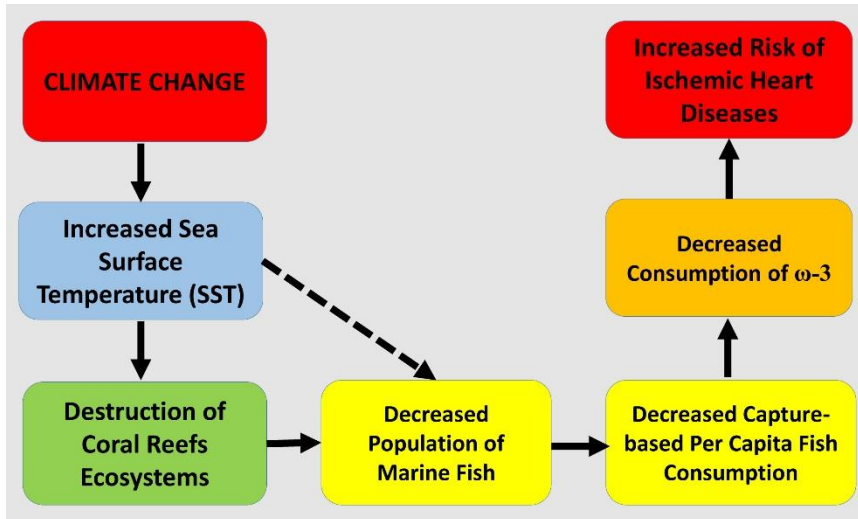 CLIMATE CHANGE
Increased Sea
Surface
Temperature (SST)
Destruction of
Coral Reefs
Ecosystems
Decreased
Population of
Marine Fish
Decreased Capture-
based Per Capita Fish
Consumption
Decreased
Consumption of ω-3
Increased Risk of
Ischemic Heart
Diseases